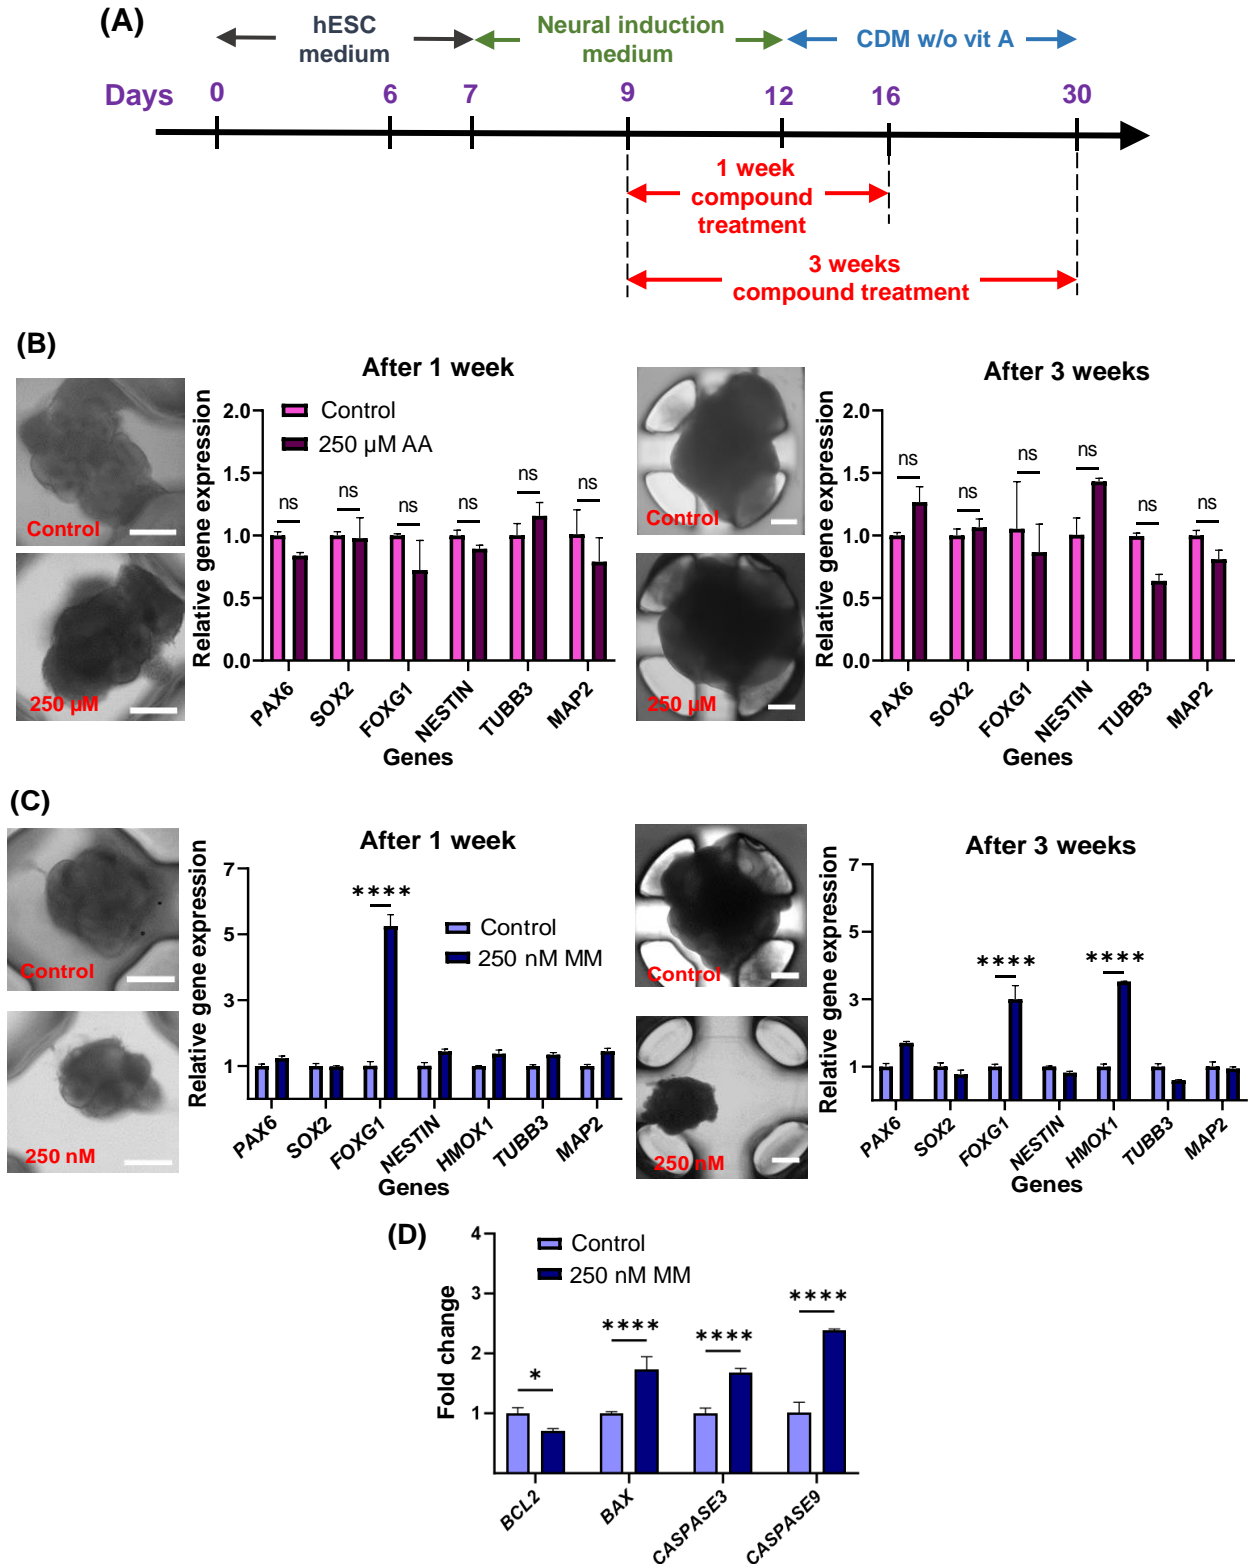 (A)
hESC
medium
Neural induction
medium
CDM w/o vit A
Days 0 6 7 9 12 16 30
1 week
compound
treatment
3 weeks
compound treatment
(B)
Control
250 µM
After 1 week
Relative gene expression
2.0
1.5
1.0
0.5
0.0
Control
250 µM AA
ns ns ns ns ns ns
PAX6 SOX2 FOXG1 NESTIN TUBB3 MAP2
Genes
Control
250 µM
After 3 weeks
Relative gene expression
2.0
1.5
1.0
0.5
0.0
ns ns ns ns ns ns
PAX6 SOX2 FOXG1 NESTIN TUBB3 MAP2
Genes
(C)
Control
250 nM
After 1 week
Relative gene expression
7
5
3
1
****
Control
250 nM MM
PAX6 SOX2 FOXG1 NESTIN HMOX1 TUBB3 MAP2
Genes
Control
250 nM
After 3 weeks
Relative gene expression
7
5
3
1
**** ****
PAX6 SOX2 FOXG1 NESTIN HMOX1 TUBB3 MAP2
Genes
(D)
Fold change
4
3
2
1
Control
250 nM MM
* **** **** ****
BCL2 BAX CASPASE3 CASPASE9